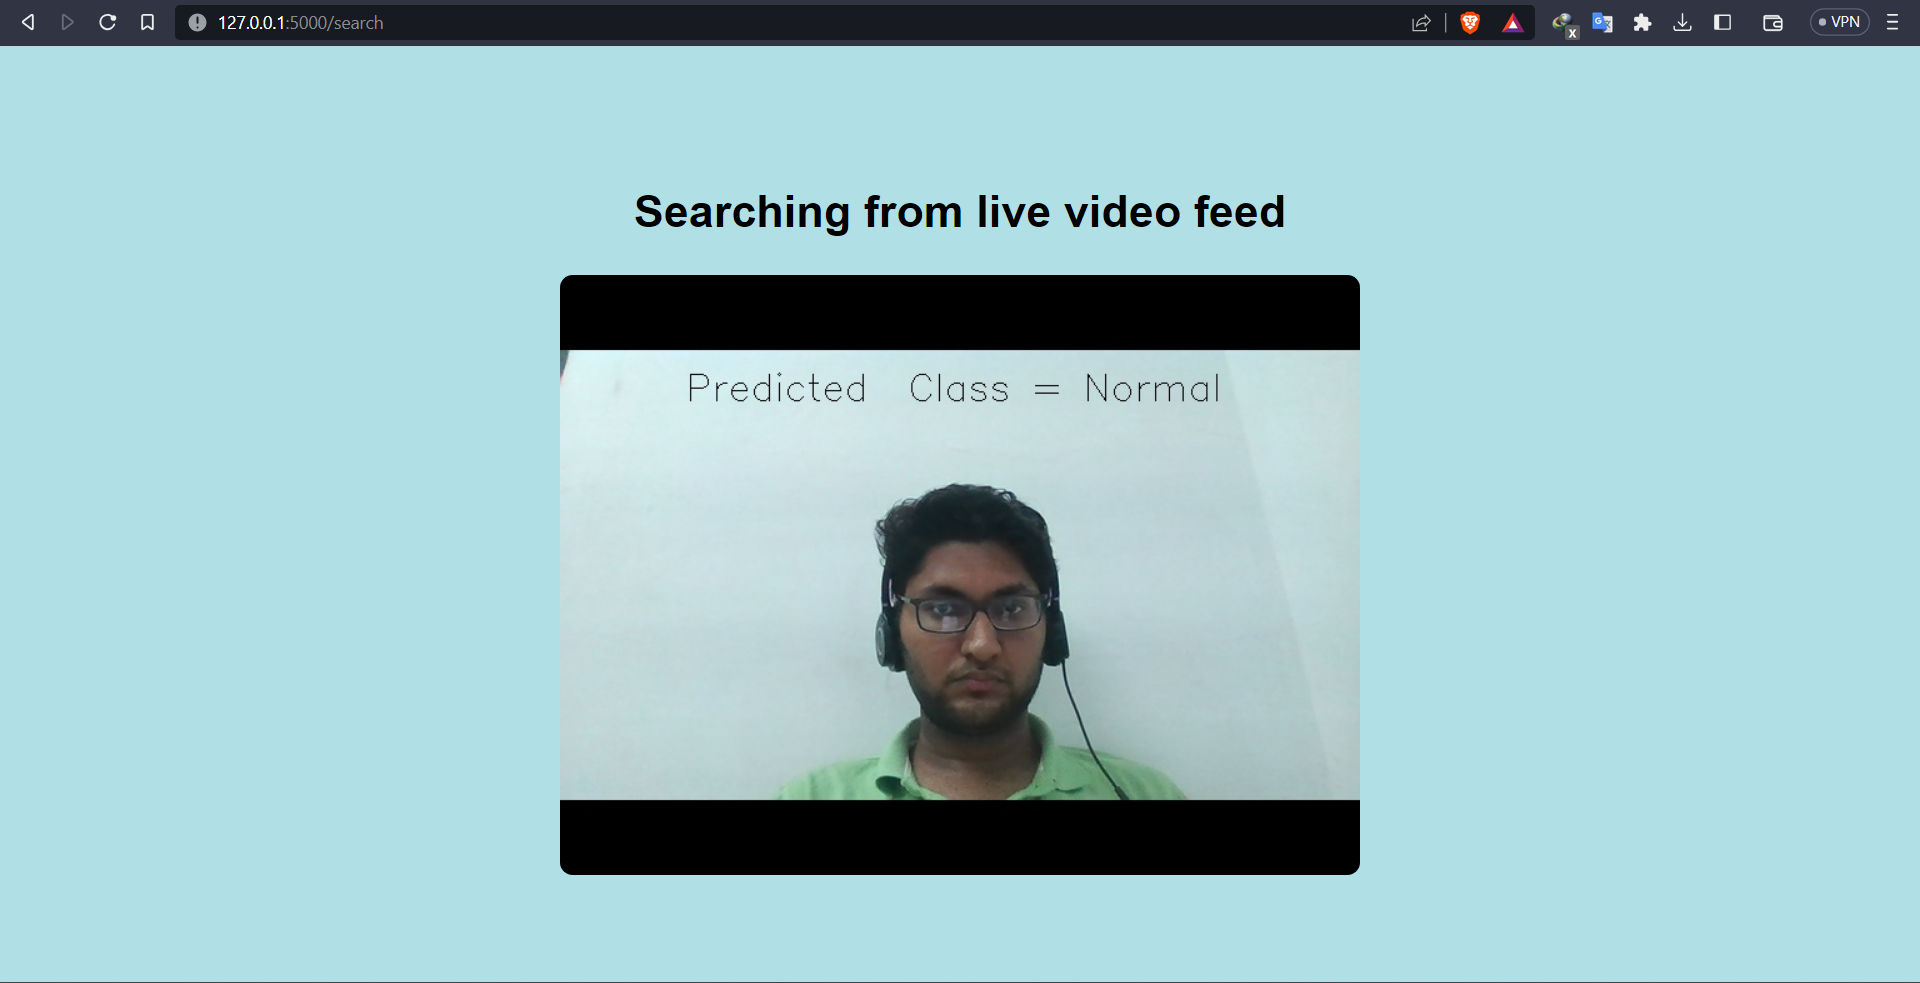 127.0.0.1:5000/search
VPN
Searching from live video feed
Predicted Class = Normal